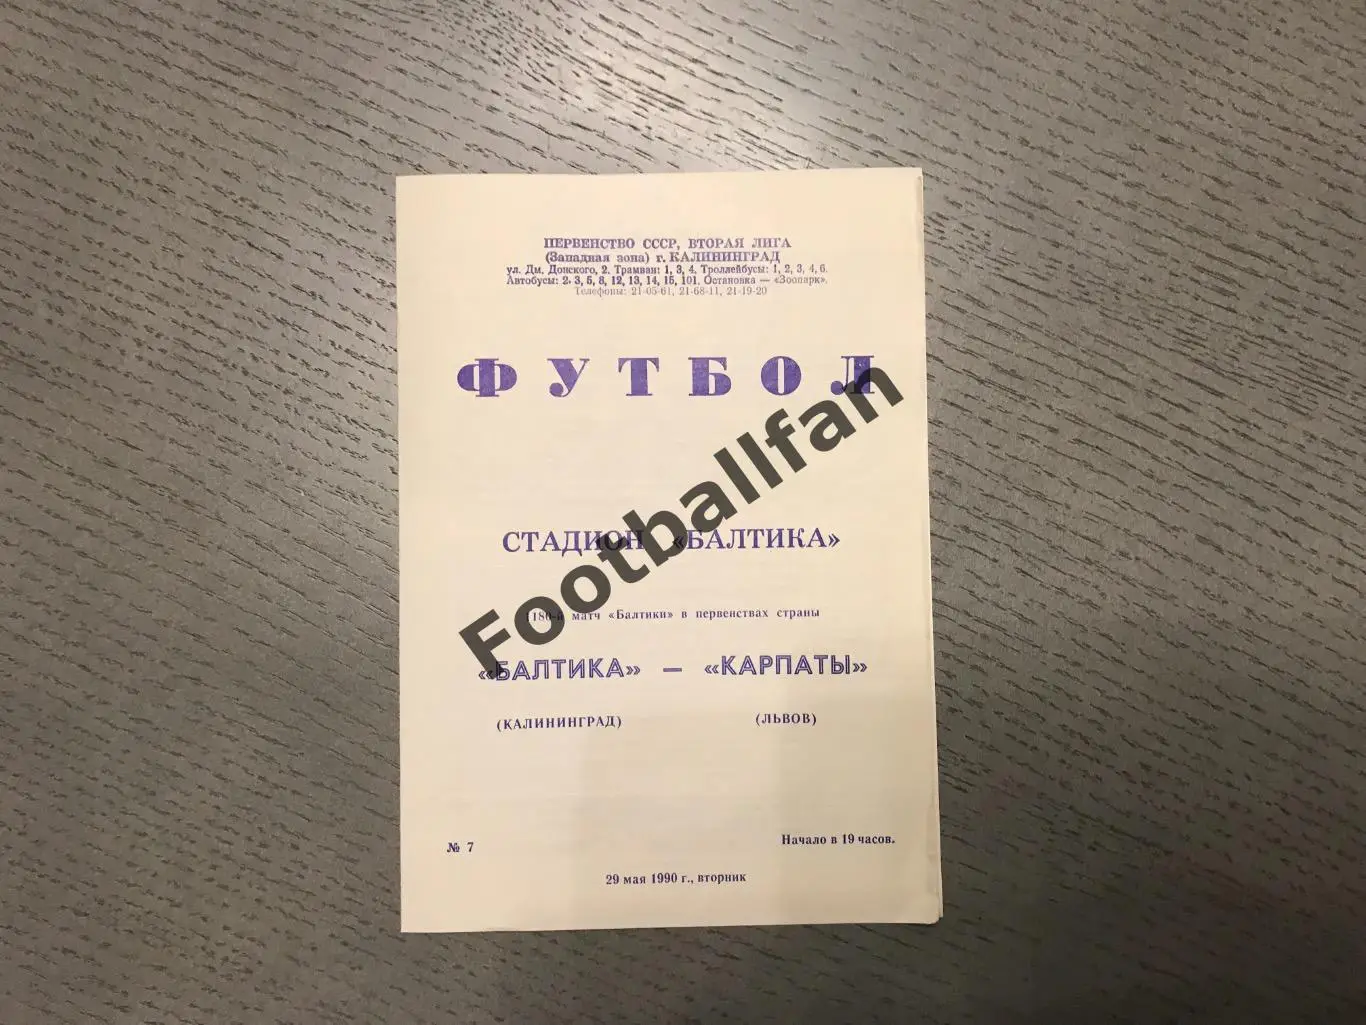 ПЕРВЕНСТВО СССР, ВТОРАЯ ЛИГА
(Западная зона) г. КАЛИНИНГРАД
ул. Дм. Донского, 2. Трамваи: 1, 3, 4. Троллейбусы: 1, 2, 3, 4, 6.
Автобусы: 2, 3, 5, 8, 12, 13, 14, 15, 101. Остановка — «Зоопарк».
Телефоны: 21-05-61, 21-68-11, 21-19-20
ФУТБОЛ
Footballfan
СТАДИОН «БАЛТИКА»
матч «Балтики» в первенствах страны
«БАЛТИКА» — «КАРПАТЫ»
(КАЛИНИНГРАД) (ЛЬВОВ)
№ 7 Начало в 19 часов.
29 мая 1990 г., вторник